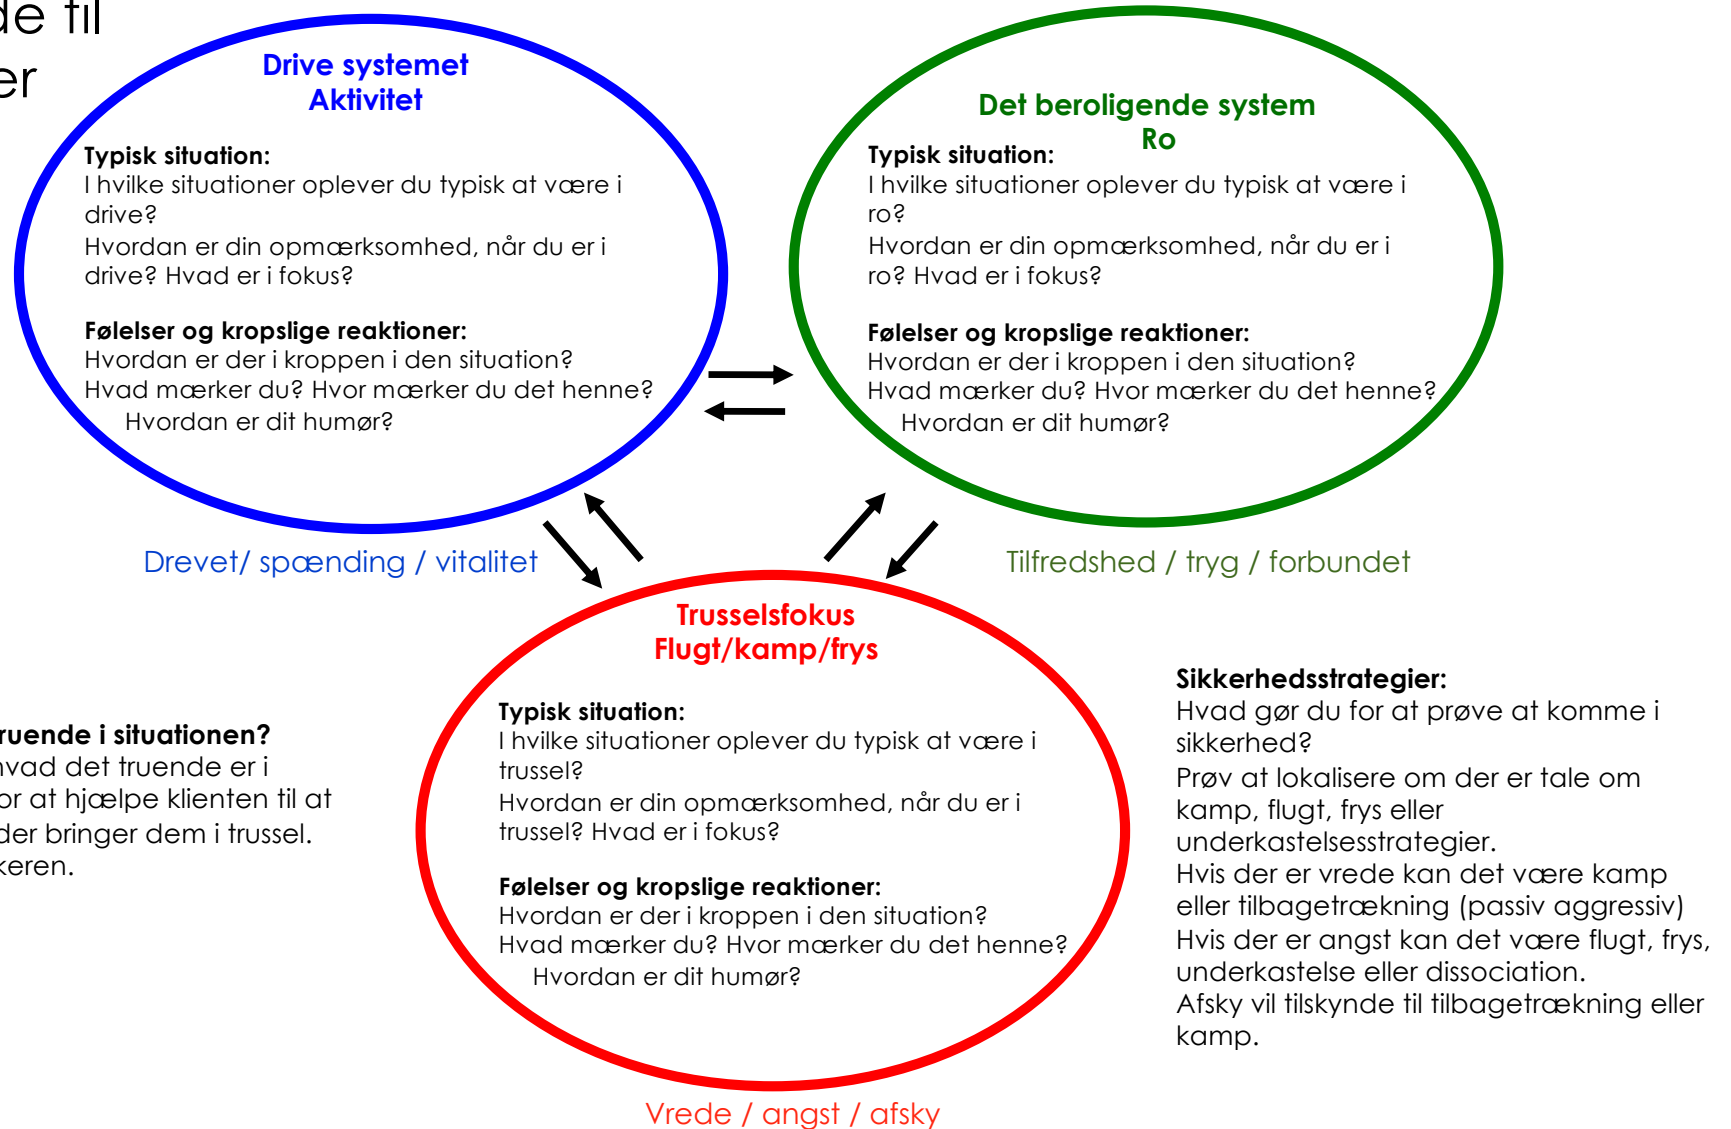 de til
er
Drive systemet
Aktivitet
Typisk situation:
I hvilke situationer oplever du typisk at være i
drive?
Hvordan er din opmærksomhed, når du er i
drive? Hvad er i fokus?
Følelser og kropslige reaktioner:
Hvordan er der i kroppen i den situation?
Hvad mærker du? Hvor mærker du det henne?
Hvordan er dit humør?
Drevet/ spænding / vitalitet
Det beroligende system
Ro
Typisk situation:
I hvilke situationer oplever du typisk at være i
ro?
Hvordan er din opmærksomhed, når du er i
ro? Hvad er i fokus?
Følelser og kropslige reaktioner:
Hvordan er der i kroppen i den situation?
Hvad mærker du? Hvor mærker du det henne?
Hvordan er dit humør?
Tilfredshed / tryg / forbundet
ruende i situationen?
hvad det truende er i
or at hjælpe klienten til at
der bringer dem i trussel.
keren.
Trusselsfokus
Flugt/kamp/frys
Typisk situation:
I hvilke situationer oplever du typisk at være i
trussel?
Hvordan er din opmærksomhed, når du er i
trussel? Hvad er i fokus?
Følelser og kropslige reaktioner:
Hvordan er der i kroppen i den situation?
Hvad mærker du? Hvor mærker du det henne?
Hvordan er dit humør?
Vrede / angst / afsky
Sikkerhedsstrategier:
Hvad gør du for at prøve at komme i
sikkerhed?
Prøv at lokalisere om der er tale om
kamp, flugt, frys eller
underkastelsesstrategier.
Hvis der er vrede kan det være kamp
eller tilbagetrækning (passiv aggressiv)
Hvis der er angst kan det være flugt, frys,
underkastelse eller dissociation.
Afsky vil tilskynde til tilbagetrækning eller
kamp.